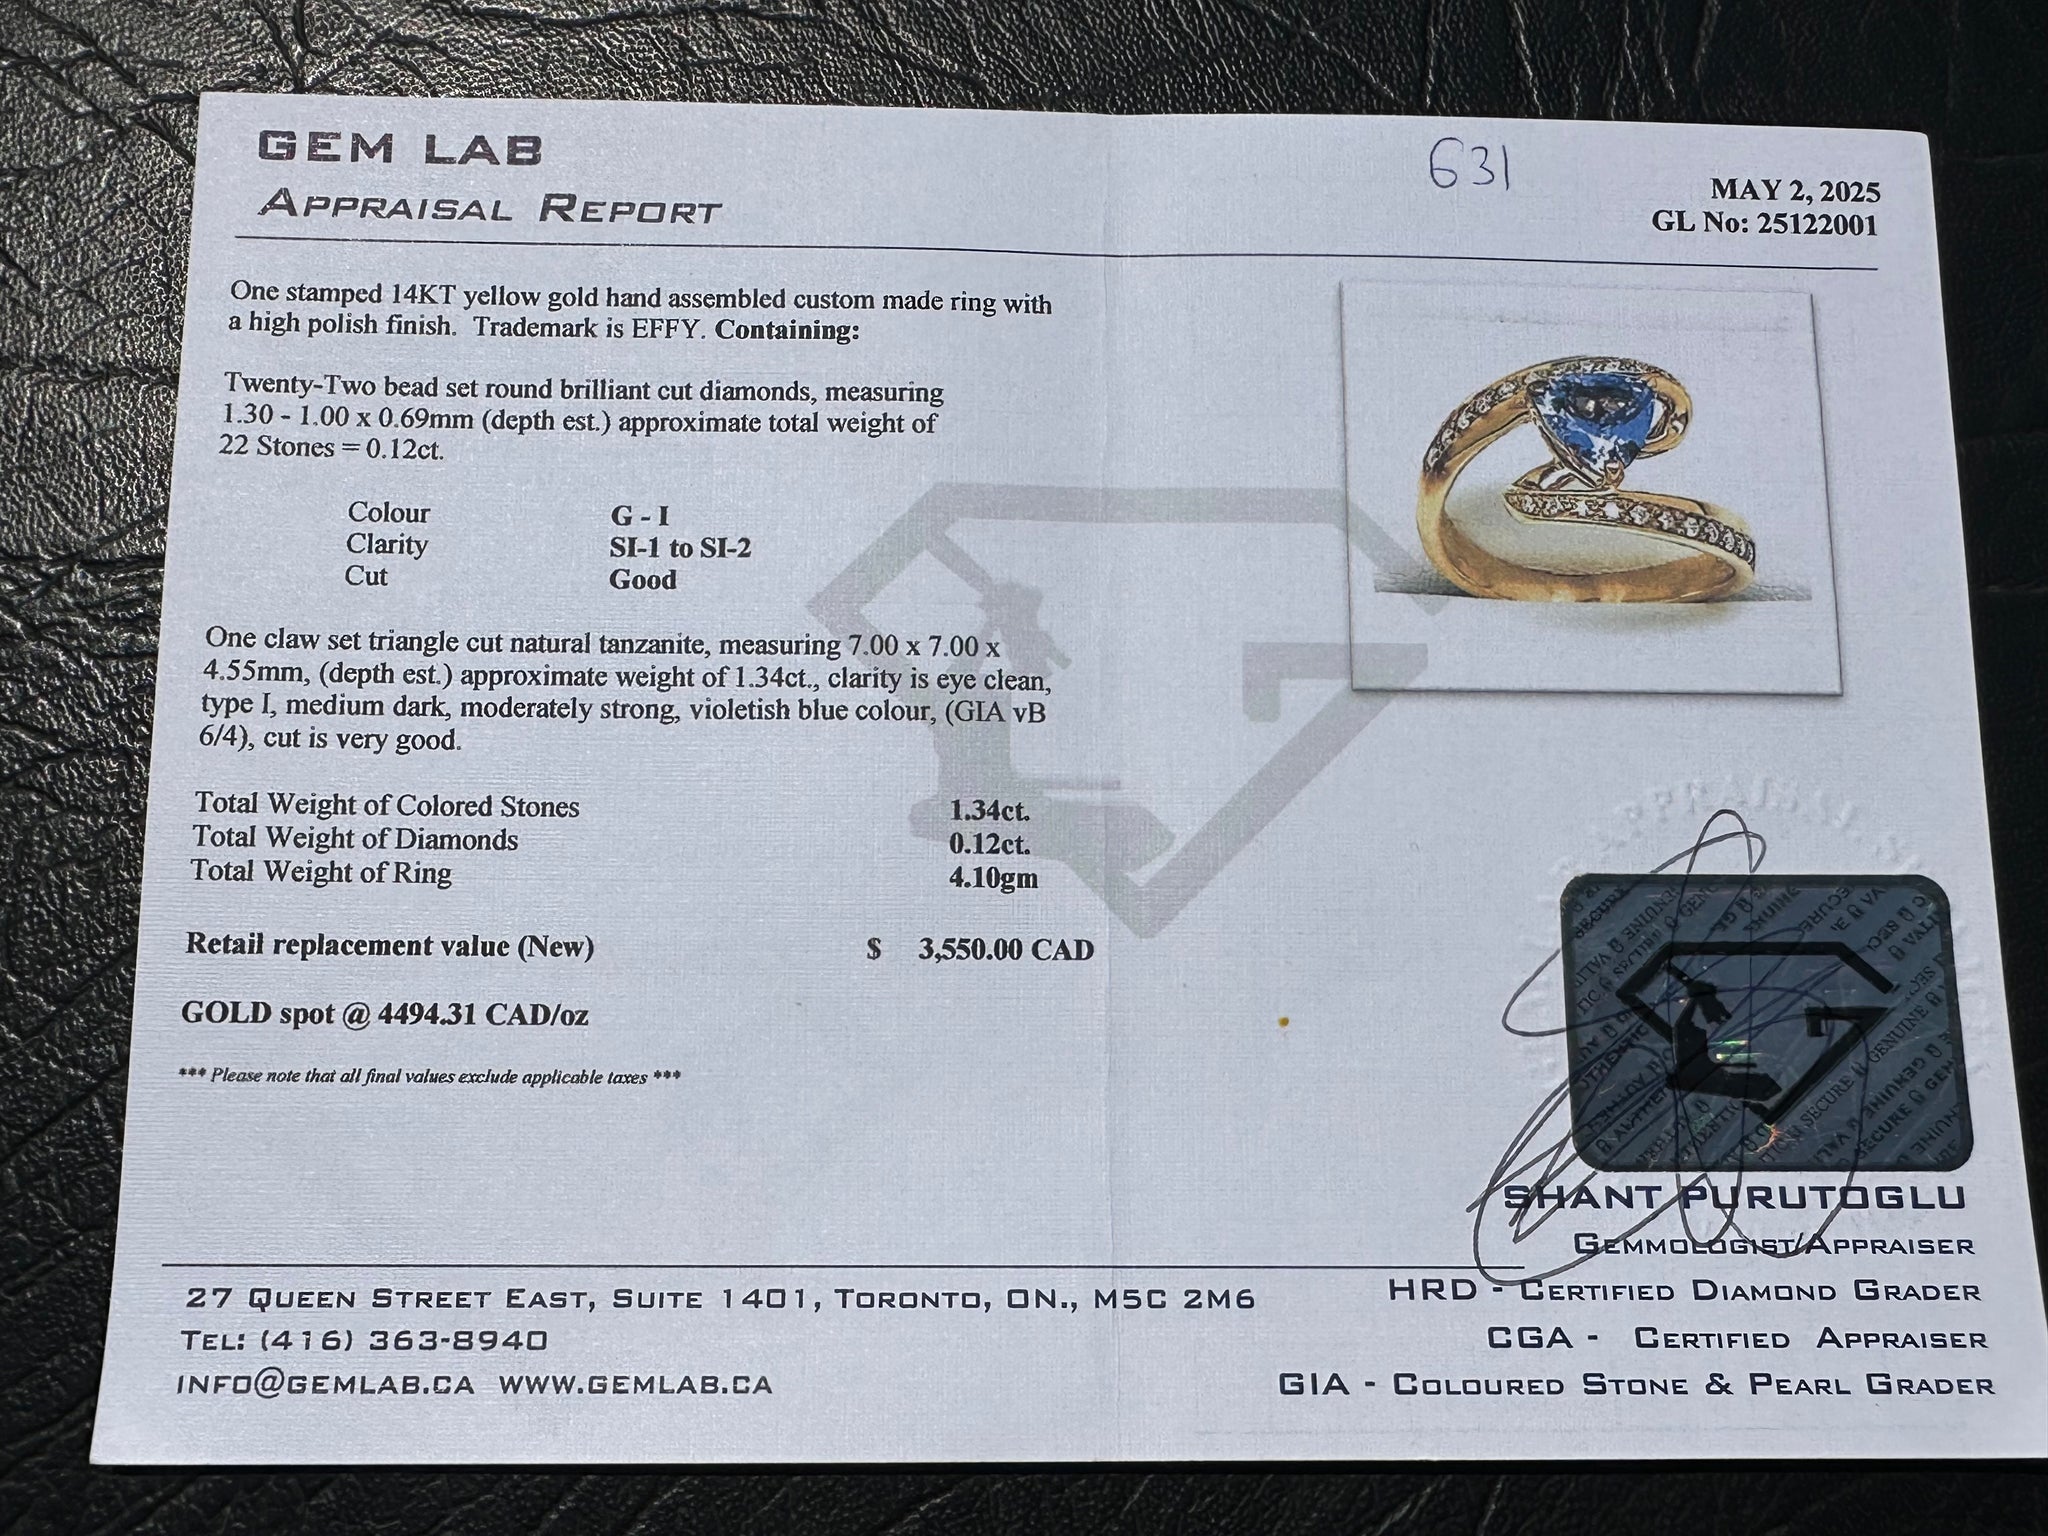 GEM LAB
APPRAISAL REPORT
631
MAY 2, 2025
GL No: 25122001
One stamped 14KT yellow gold hand assembled custom made ring with
a high polish finish. Trademark is EFFY. Containing:
Twenty-Two bead set round brilliant cut diamonds, measuring
1.30 - 1.00 x 0.69mm (depth est.) approximate total weight of
22 Stones = 0.12ct.
Colour G - I
Clarity SI-1 to SI-2
Cut Good
One claw set triangle cut natural tanzanite, measuring 7.00 x 7.00 x
4.55mm, (depth est.) approximate weight of 1.34ct., clarity is eye clean,
type I, medium dark, moderately strong, violetish blue colour, (GIA vB
6/4), cut is very good.
Total Weight of Colored Stones 1.34ct.
Total Weight of Diamonds 0.12ct.
Total Weight of Ring 4.10gm
Retail replacement value (New) $ 3,550.00 CAD
GOLD spot @ 4494.31 CAD/oz
*** Please note that all final values exclude applicable taxes ***
SHANT PURUTOGLU
GEMMOLOGIST/APPRAISER
HRD - CERTIFIED DIAMOND GRADER
CGA - CERTIFIED APPRAISER
GIA - COLOURED STONE & PEARL GRADER
27 QUEEN STREET EAST, SUITE 1401, TORONTO, ON., M5C 2M6
TEL: (416) 363-8940
INFO@GEMLAB.CA WWW.GEMLAB.CA